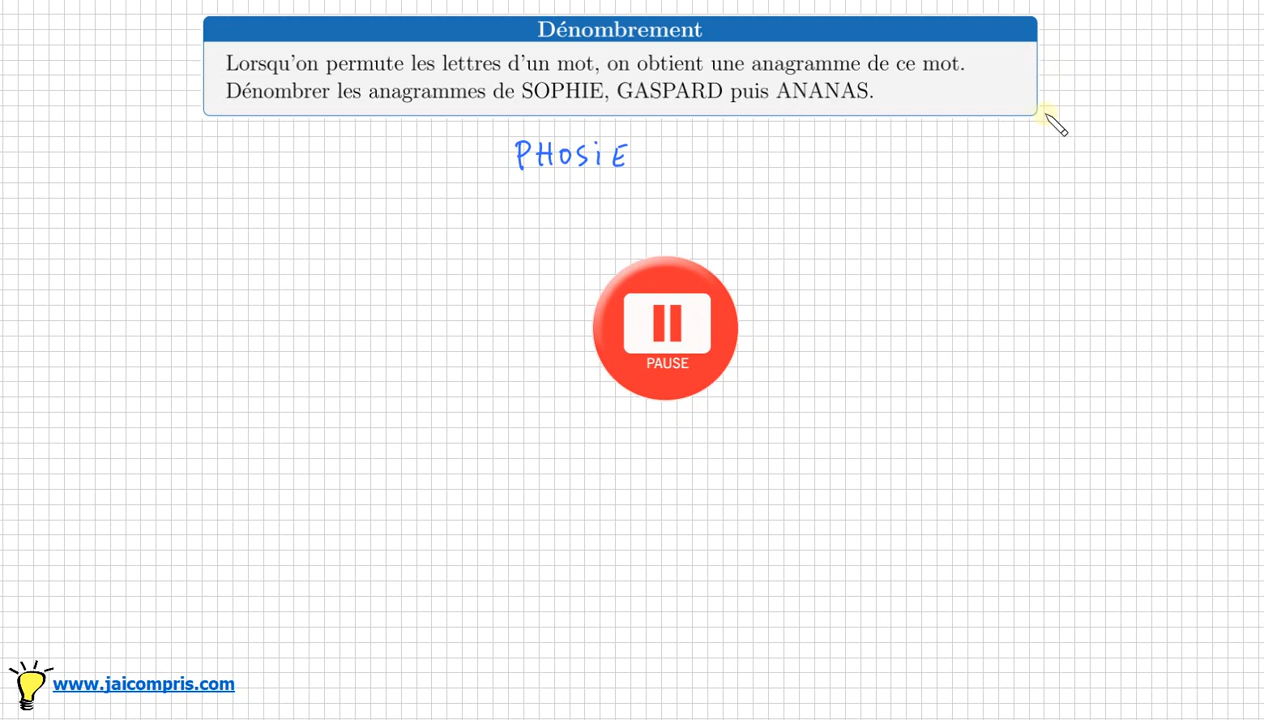 Dénombrement
Lorsqu'on permute les lettres d'un mot, on obtient une anagramme de ce mot.
Dénombrer les anagrammes de SOPHIE, GASPARD puis ANANAS.
PHOSiE
PAUSE
www.jaicompris.com